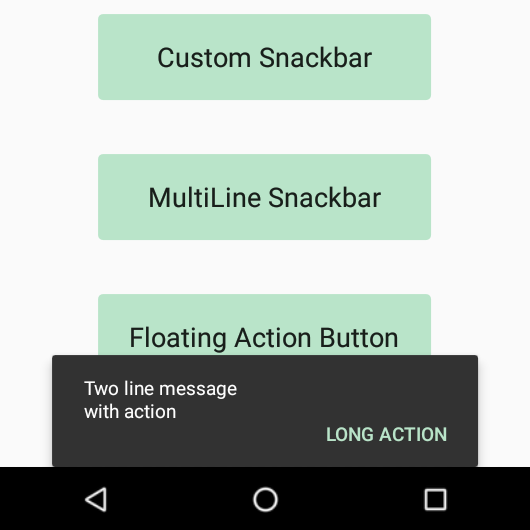 Custom Snackbar
MultiLine Snackbar
Floating Action Button
Two line message
with action
LONG ACTION